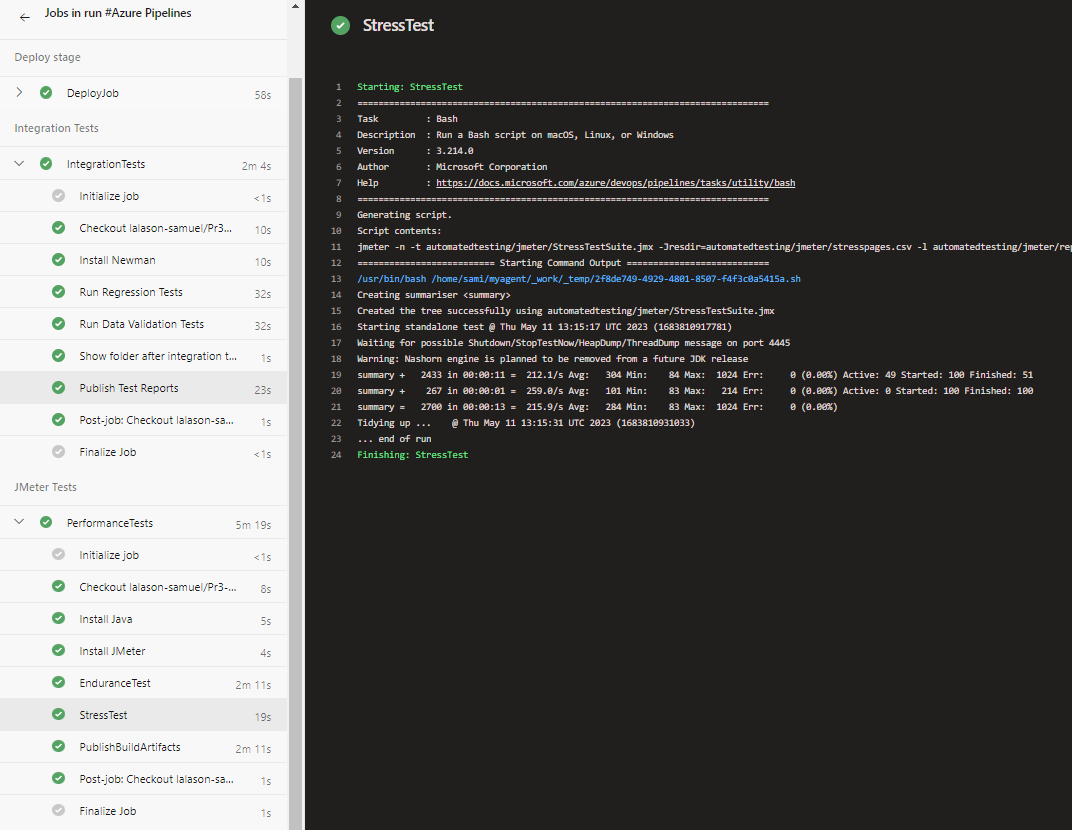 Jobs in run #Azure Pipelines
Deploy stage
DeployJob 58s
Integration Tests
IntegrationTests 2m 4s
Initialize job <1s
Checkout lalason-samuel/Pr3... 10s
Install Newman 10s
Run Regression Tests 32s
Run Data Validation Tests 32s
Show folder after integration t... 1s
Publish Test Reports 23s
Post-job: Checkout lalason-sa... 1s
Finalize Job <1s
JMeter Tests
PerformanceTests 5m 19s
Initialize job <1s
Checkout lalason-samuel/Pr3-... 8s
Install Java 5s
Install JMeter 4s
EnduranceTest 2m 11s
StressTest 19s
PublishBuildArtifacts 2m 11s
Post-job: Checkout lalason-sa... 1s
Finalize Job 1s
StressTest
1 Starting: StressTest
2 ==============================================================================
3 Task         : Bash
4 Description  : Run a Bash script on macOS, Linux, or Windows
5 Version      : 3.214.0
6 Author       : Microsoft Corporation
7 Help         : https://docs.microsoft.com/azure/devops/pipelines/tasks/utility/bash
8 ==============================================================================
9 Generating script.
10 Script contents:
11 jmeter -n -t automatedtesting/jmeter/StressTestSuite.jmx -Jresdir=automatedtesting/jmeter/stresspages.csv -l automatedtesting/jmeter/rep
12 ========================== Starting Command Output ===========================
13 /usr/bin/bash /home/sami/myagent/_work/_temp/2f8de749-4929-4801-8507-f4f3c0a5415a.sh
14 Creating summariser <summary>
15 Created the tree successfully using automatedtesting/jmeter/StressTestSuite.jmx
16 Starting standalone test @ Thu May 11 13:15:17 UTC 2023 (1683810917781)
17 Waiting for possible Shutdown/StopTestNow/HeapDump/ThreadDump message on port 4445
18 Warning: Nashorn engine is planned to be removed from a future JDK release
19 summary +   2433 in 00:00:11 =  212.1/s Avg:   304 Min:    84 Max:  1024 Err:     0 (0.00%) Active: 49 Started: 100 Finished: 51
20 summary +    267 in 00:00:01 =  259.0/s Avg:   101 Min:    83 Max:   214 Err:     0 (0.00%) Active: 0 Started: 100 Finished: 100
21 summary =   2700 in 00:00:13 =  215.9/s Avg:   284 Min:    83 Max:  1024 Err:     0 (0.00%)
22 Tidying up ...    @ Thu May 11 13:15:31 UTC 2023 (1683810931033)
23 ... end of run
24 Finishing: StressTest